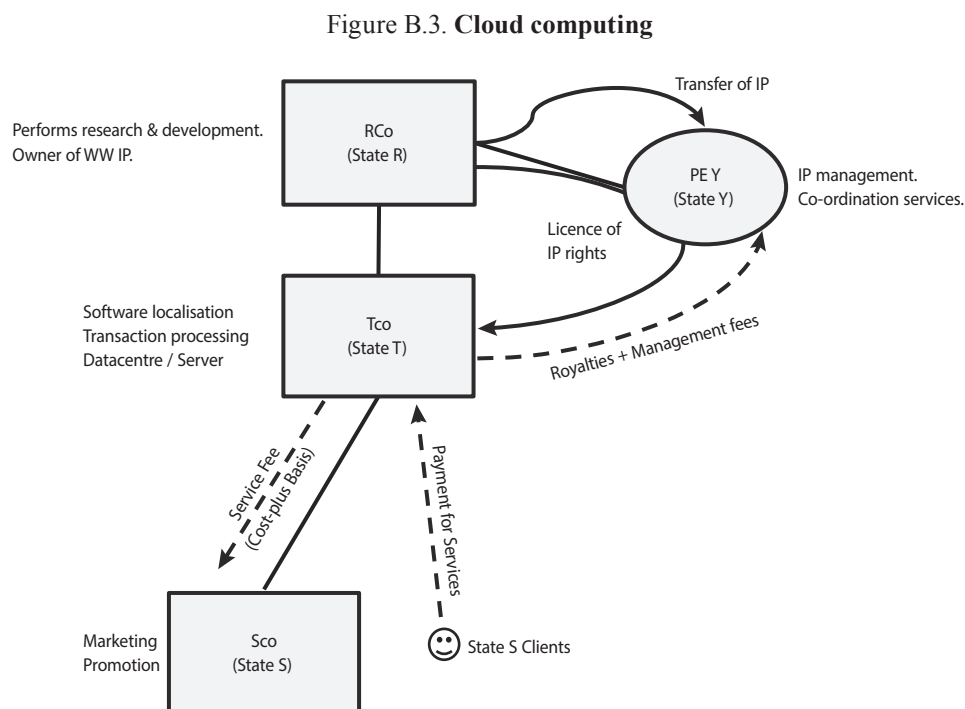 Figure B.3. Cloud computing
Transfer of IP
Performs research & development.
Owner of WW IP.
RCo
(State R)
PE Y
(State Y)
IP management.
Co-ordination services.
Licence of
IP rights
Software localisation
Transaction processing
Datacentre / Server
Tco
(State T)
Royalties + Management fees
Service Fee
(Cost-plus Basis)
Payment for Services
Marketing
Promotion
Sco
(State S)
State S Clients